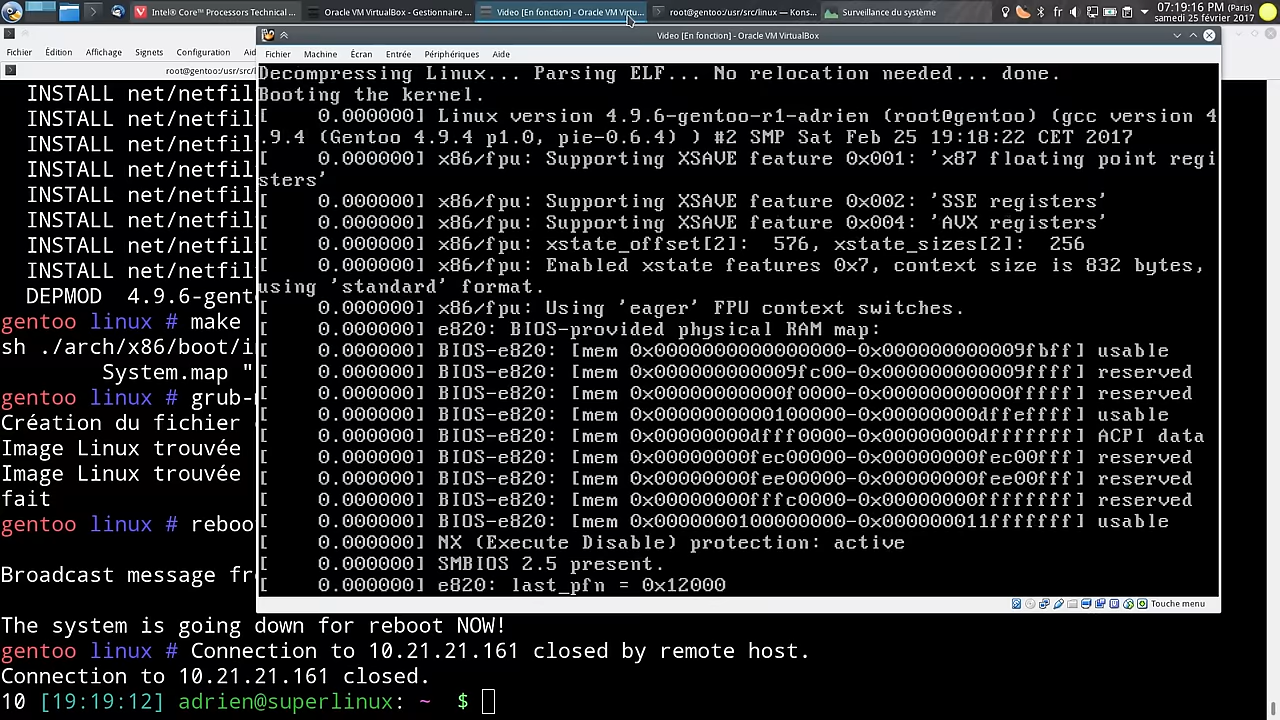 Intel® Core™ Processors Technical ...
Oracle VM VirtualBox - Gestionnaire ...
Video [En fonction] - Oracle VM Virtu...
root@gentoo:/usr/src/linux — Kons...
Surveillance du système
fr
07:19:16 PM (Paris)
samedi 25 février 2017
Fichier Édition Affichage Signets Configuration
root@gentoo:/usr/src/l
Video [En fonction] - Oracle VM VirtualBox
Fichier Machine Écran Entrée Périphériques Aide
INSTALL net/netfil
INSTALL net/netfil
INSTALL net/netfil
INSTALL net/netfil
INSTALL net/netfil
INSTALL net/netfil
INSTALL net/netfil
INSTALL net/netfil
DEPMOD 4.9.6-gent
gentoo linux # make
sh ./arch/x86/boot/i
System.map "
gentoo linux # grub-
Création du fichier
Image Linux trouvée
Image Linux trouvée
fait
gentoo linux # reboo
Broadcast message fr
The system is going down for reboot NOW!
gentoo linux # Connection to 10.21.21.161 closed by remote host.
Connection to 10.21.21.161 closed.
10 [19:19:12] adrien@superlinux: ~ $
Decompressing Linux... Parsing ELF... No relocation needed... done.
Booting the kernel.
[    0.000000] Linux version 4.9.6-gentoo-r1-adrien (root@gentoo) (gcc version 4
.9.4 (Gentoo 4.9.4 p1.0, pie-0.6.4) ) #2 SMP Sat Feb 25 19:18:22 CET 2017
[    0.000000] x86/fpu: Supporting XSAVE feature 0x001: 'x87 floating point regi
sters'
[    0.000000] x86/fpu: Supporting XSAVE feature 0x002: 'SSE registers'
[    0.000000] x86/fpu: Supporting XSAVE feature 0x004: 'AVX registers'
[    0.000000] x86/fpu: xstate_offset[2]:  576, xstate_sizes[2]:  256
[    0.000000] x86/fpu: Enabled xstate features 0x7, context size is 832 bytes,
using 'standard' format.
[    0.000000] x86/fpu: Using 'eager' FPU context switches.
[    0.000000] e820: BIOS-provided physical RAM map:
[    0.000000] BIOS-e820: [mem 0x0000000000000000-0x000000000009fbff] usable
[    0.000000] BIOS-e820: [mem 0x000000000009fc00-0x000000000009ffff] reserved
[    0.000000] BIOS-e820: [mem 0x00000000000f0000-0x00000000000fffff] reserved
[    0.000000] BIOS-e820: [mem 0x0000000000100000-0x00000000dffeffff] usable
[    0.000000] BIOS-e820: [mem 0x00000000dfff0000-0x00000000dfffffff] ACPI data
[    0.000000] BIOS-e820: [mem 0x00000000fec00000-0x00000000fec00fff] reserved
[    0.000000] BIOS-e820: [mem 0x00000000fee00000-0x00000000fee00fff] reserved
[    0.000000] BIOS-e820: [mem 0x00000000fffc0000-0x00000000ffffffff] reserved
[    0.000000] BIOS-e820: [mem 0x0000000100000000-0x000000011fffffff] usable
[    0.000000] NX (Execute Disable) protection: active
[    0.000000] SMBIOS 2.5 present.
[    0.000000] e820: last_pfn = 0x12000
Touche menu